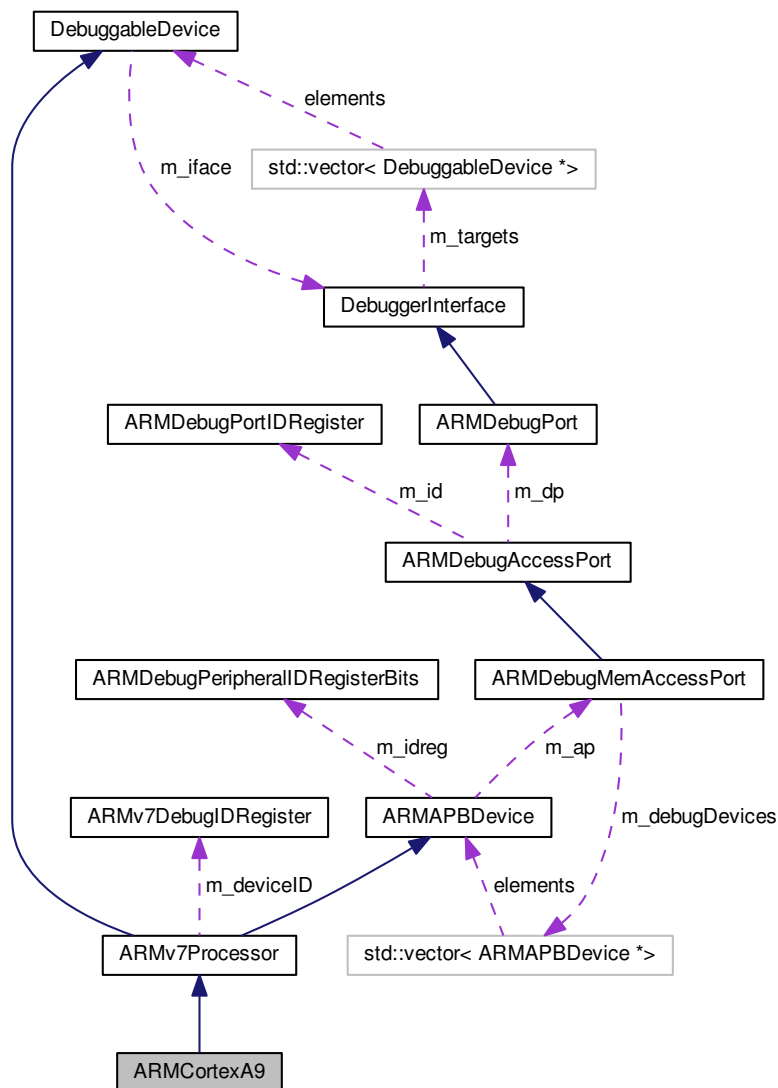 DebuggableDevice
elements
m_iface
std::vector< DebuggableDevice *>
m_targets
DebuggerInterface
ARMDebugPortIDRegister
ARMDebugPort
m_id
m_dp
ARMDebugAccessPort
ARMDebugPeripheralIDRegisterBits
ARMDebugMemAccessPort
m_idreg
m_ap
ARMv7DebugIDRegister
ARMAPBDevice
m_debugDevices
m_deviceID
elements
ARMv7Processor
std::vector< ARMAPBDevice *>
ARMCortexA9